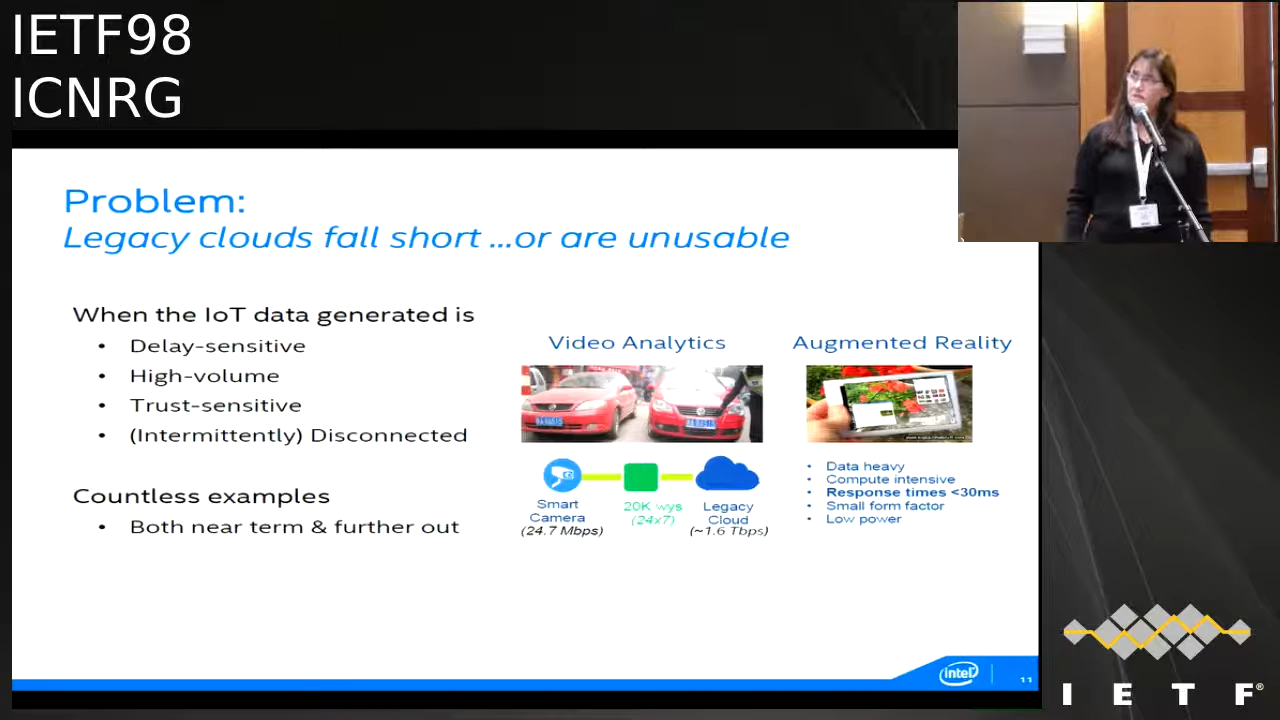 IETF98
ICNRG
Problem:
Legacy clouds fall short ...or are unusable
When the IoT data generated is
• Delay-sensitive
• High-volume
• Trust-sensitive
• (Intermittently) Disconnected
Countless examples
• Both near term & further out
Video Analytics
Smart
Camera
(24.7 Mbps)
20K wys
(24x7)
Legacy
Cloud
(~1.6 Tbps)
Augmented Reality
• Data heavy
• Compute intensive
• Response times <30ms
• Small form factor
• Low power
intel
11
I E T F®